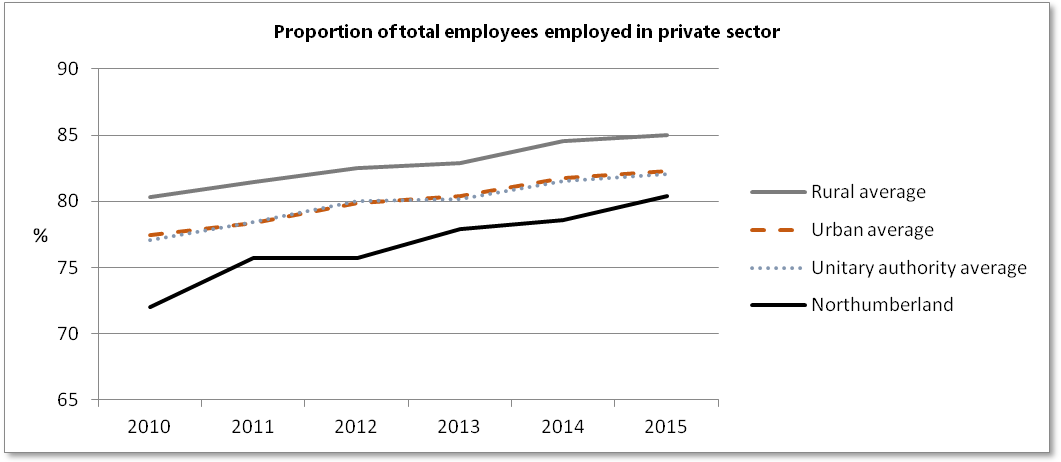 Proportion of total employees employed in private sector
90
85
80
75
70
65
%
2010 2011 2012 2013 2014 2015
Rural average
Urban average
Unitary authority average
Northumberland